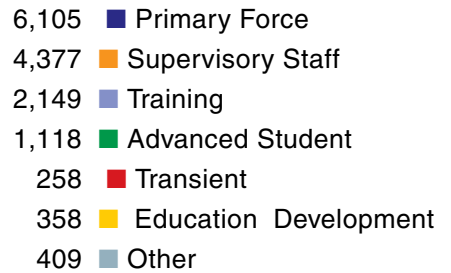 6,105 Primary Force
4,377 Supervisory Staff
2,149 Training
1,118 Advanced Student
258 Transient
358 Education Development
409 Other